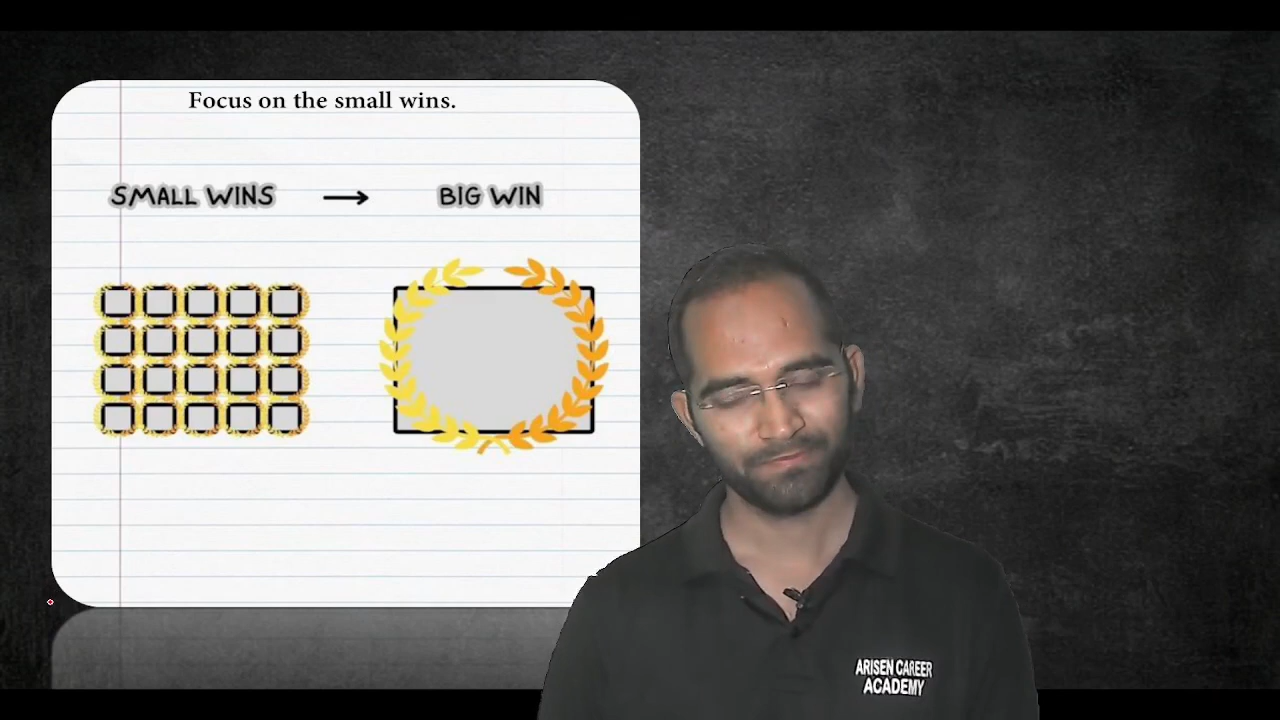 Focus on the small wins.
SMALL WINS → BIG WIN
ARISEN CAREER
ACADEMY